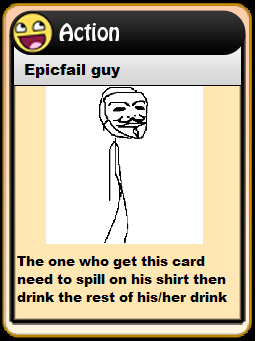 Action
Epicfail guy
The one who get this card
need to spill on his shirt then
drink the rest of his/her drink